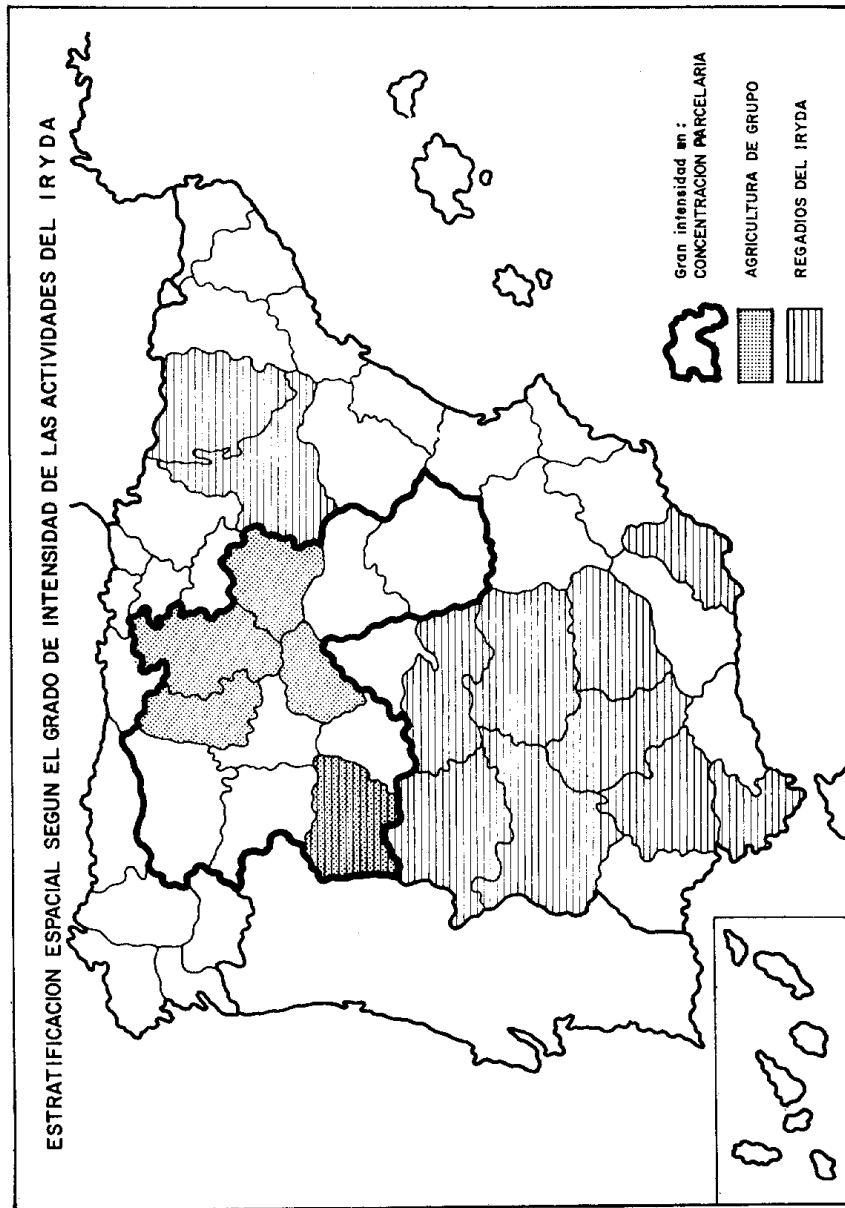 ESTRATIFICACION ESPACIAL SEGUN EL GRADO DE INTENSIDAD DE LAS ACTIVIDADES DEL IRYDA
Gran intensidad en:
CONCENTRACION PARCELARIA
AGRICULTURA DE GRUPO
REGADIOS DEL IRYDA